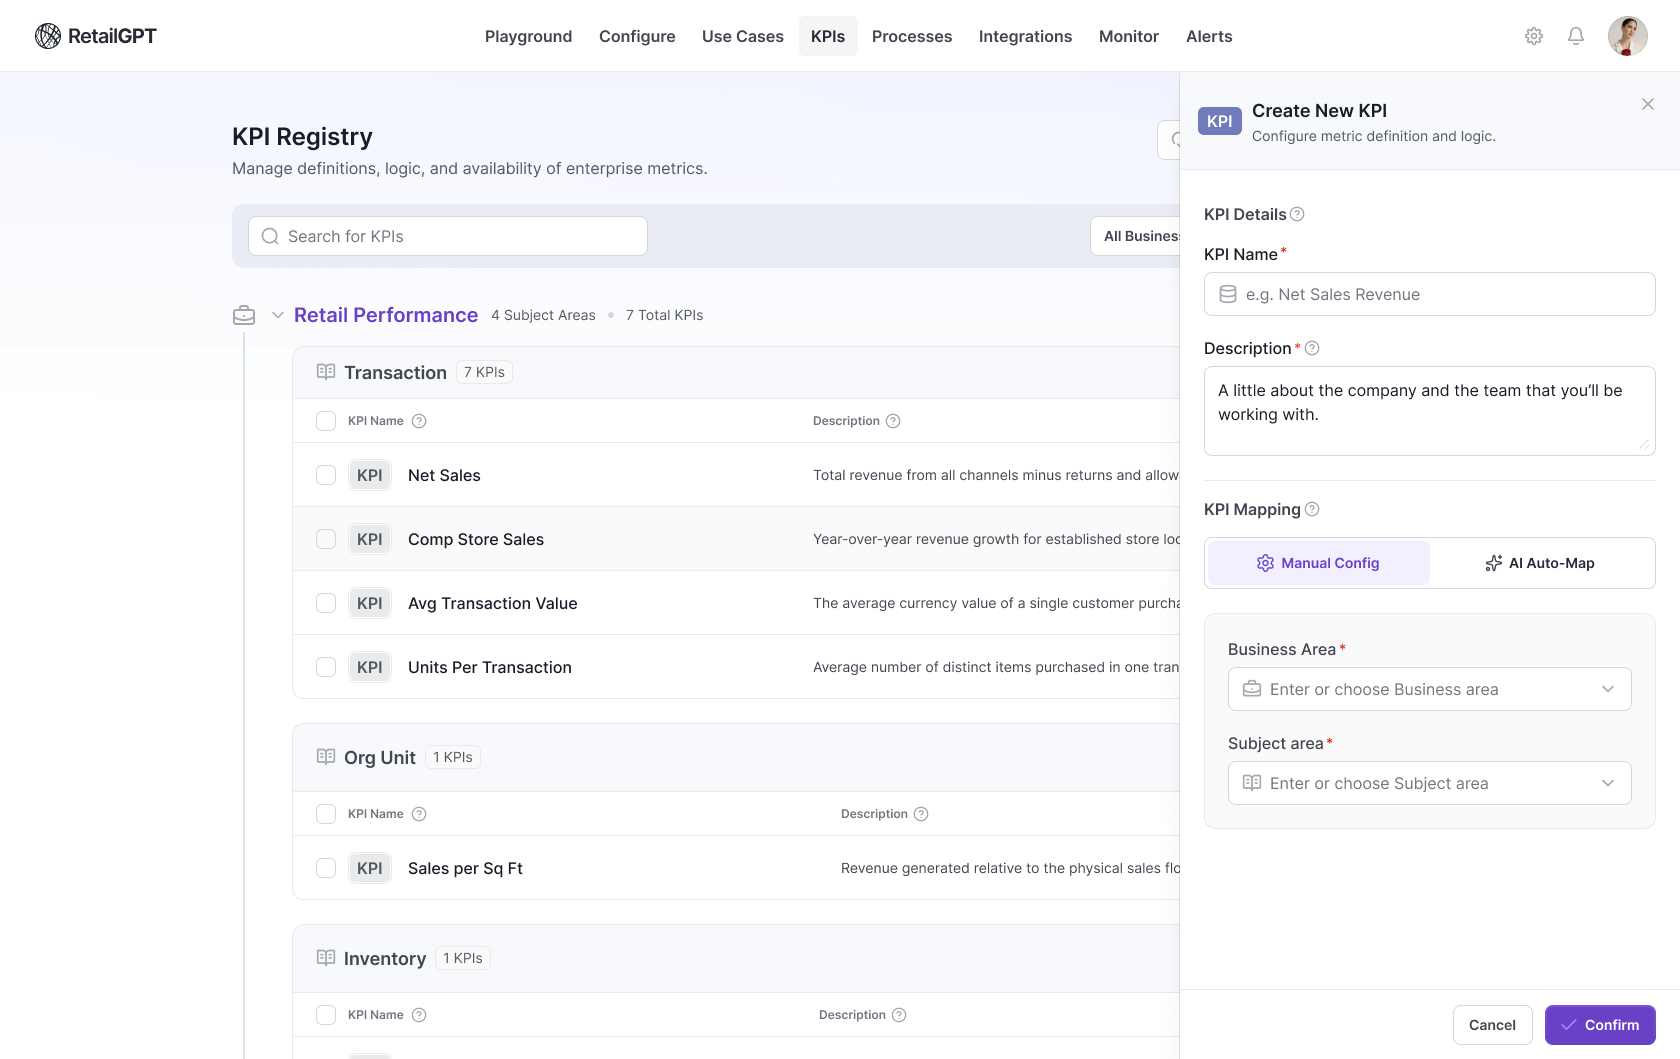 RetailGPT
Playground
Configure
Use Cases
KPIs
Processes
Integrations
Monitor
Alerts
KPI Registry
Manage definitions, logic, and availability of enterprise metrics.
Search for KPIs
All Busines
Retail Performance
4 Subject Areas
7 Total KPIs
Transaction
7 KPIs
KPI Name
Description
KPI
Net Sales
Total revenue from all channels minus returns and allow
KPI
Comp Store Sales
Year-over-year revenue growth for established store loc
KPI
Avg Transaction Value
The average currency value of a single customer purcha
KPI
Units Per Transaction
Average number of distinct items purchased in one tran
Org Unit
1 KPIs
KPI Name
Description
KPI
Sales per Sq Ft
Revenue generated relative to the physical sales flo
Inventory
1 KPIs
KPI Name
Description
KPI
Create New KPI
Configure metric definition and logic.
KPI Details
KPI Name*
e.g. Net Sales Revenue
Description*
A little about the company and the team that you’ll be
working with.
KPI Mapping
Manual Config
AI Auto-Map
Business Area*
Enter or choose Business area
Subject area*
Enter or choose Subject area
Cancel
Confirm